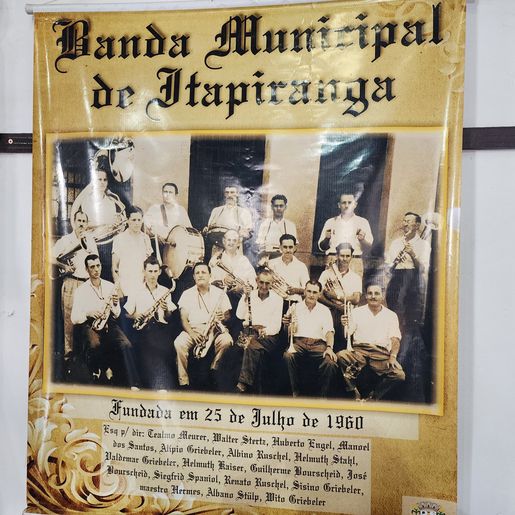 Banda Municipal
de Itapiranga
Fundada em 25 de Julho de 1960
Esq p/ dir: Tealmo Meurer, Walter Stertz, Huberto Engel, Manoel
dos Santos, Alipio Griebeler, Albino Ruschel, Helmuth Stahl,
Valdemar Griebeler, Helmuth Kaiser, Guilherme Bourscheid, José
Bourscheid, Siegfrid Spaniol, Renato Ruschel, Sisino Griebeler,
maestro Hermes, Albano Stülp, Wito Griebeler